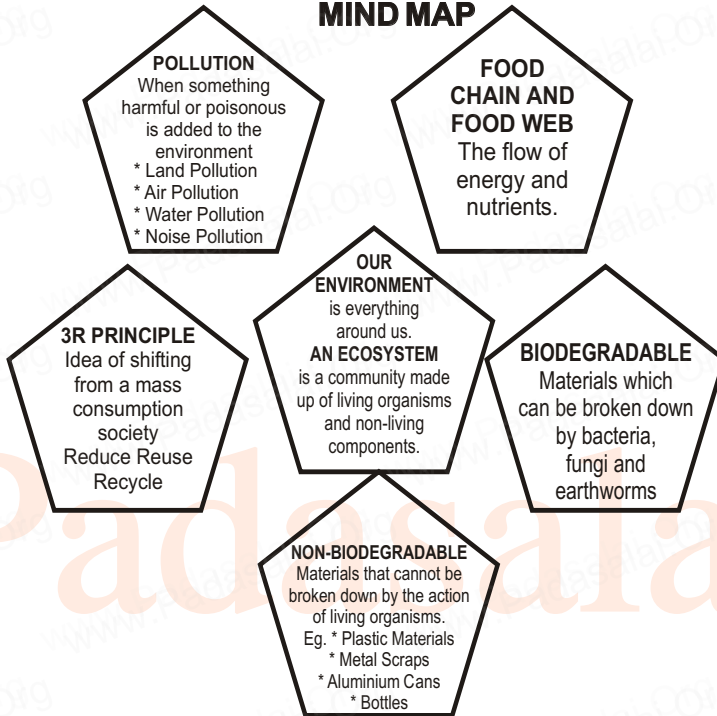 MIND MAP
POLLUTION
When something
harmful or poisonous
is added to the
environment
* Land Pollution
* Air Pollution
* Water Pollution
* Noise Pollution
FOOD
CHAIN AND
FOOD WEB
The flow of
energy and
nutrients.
OUR
ENVIRONMENT
is everything
around us.
AN ECOSYSTEM
is a community made
up of living organisms
and non-living
components.
3R PRINCIPLE
Idea of shifting
from a mass
consumption
society
Reduce Reuse
Recycle
BIODEGRADABLE
Materials which
can be broken down
by bacteria,
fungi and
earthworms
NON-BIODEGRADABLE
Materials that cannot be
broken down by the action
of living organisms.
Eg. * Plastic Materials
* Metal Scraps
* Aluminium Cans
* Bottles
Padasala
www.Padasalai.Org